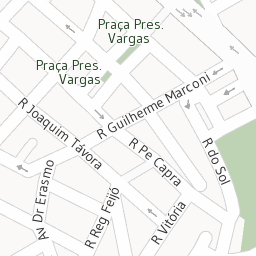 Praça Pres.
Vargas
Praça Pres.
Vargas
R Guilherme Marconi
R Joaquim Távora
R Pe Capra
R do Sol
Av Dr Erasmo
R Reg Feijó
R Vitória